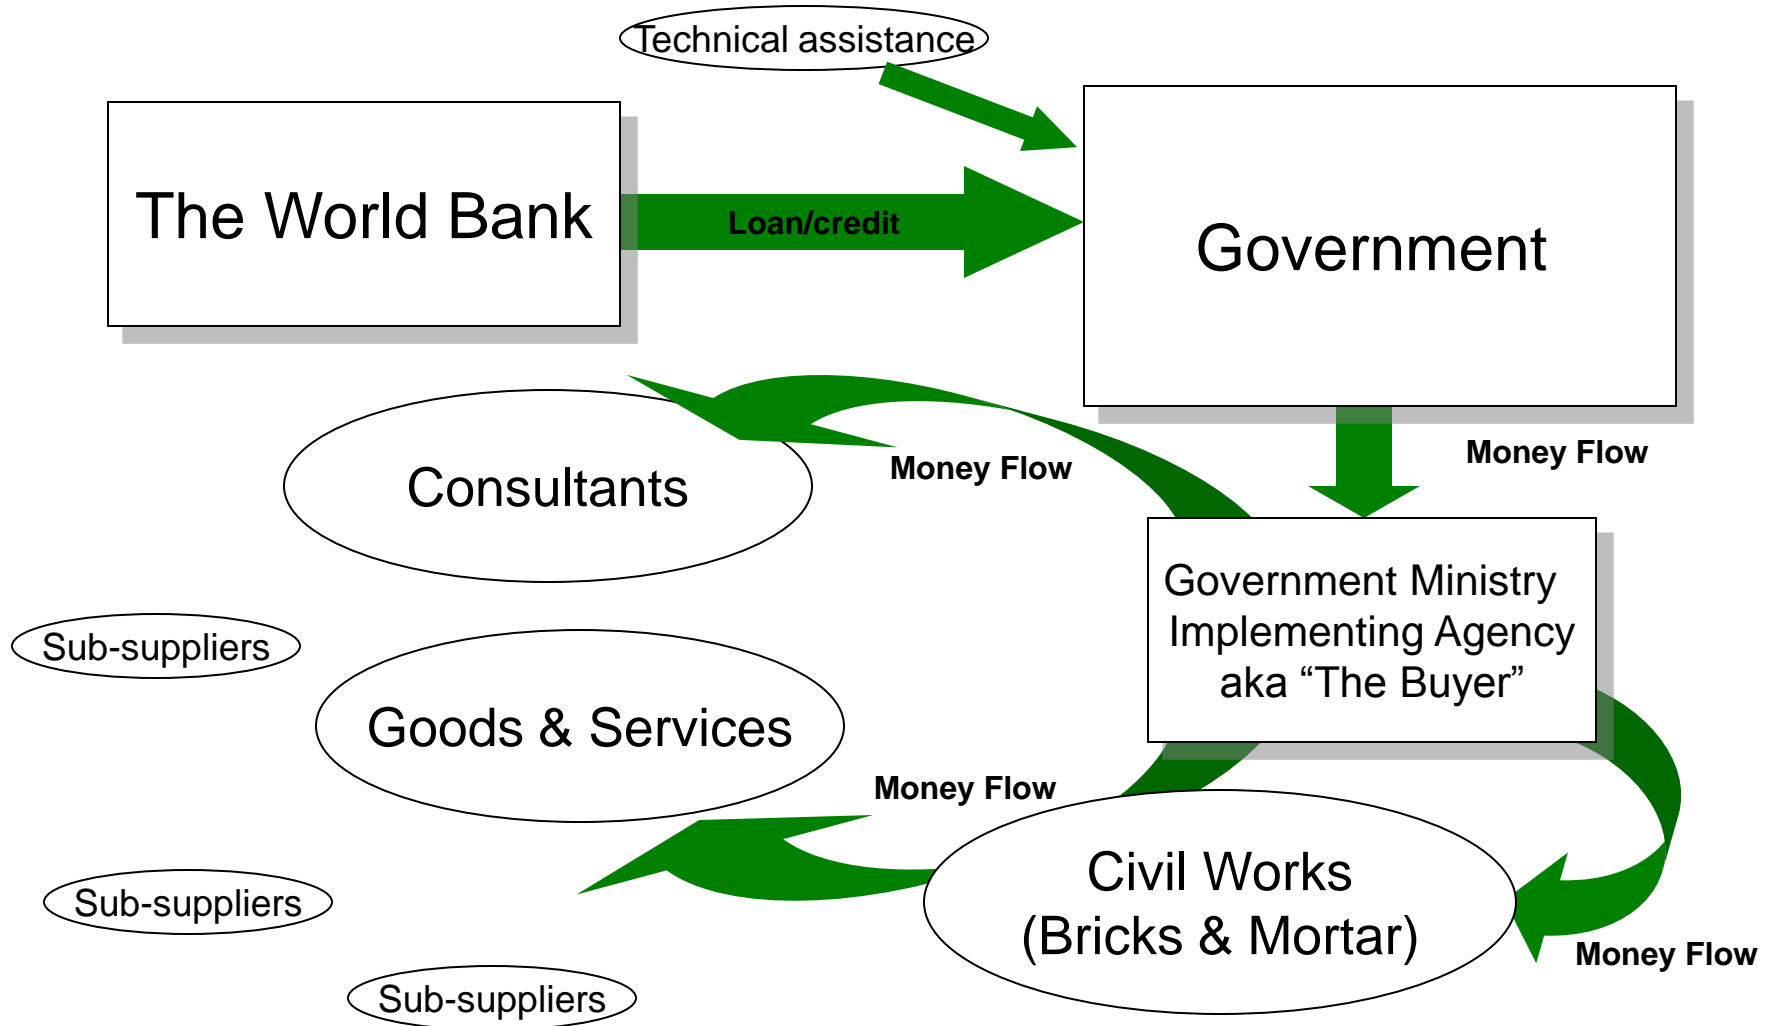 Technical assistance
The World Bank
Loan/credit
Government
Money Flow
Money Flow
Consultants
Government Ministry
Implementing Agency
aka “The Buyer”
Sub-suppliers
Goods & Services
Money Flow
Civil Works
(Bricks & Mortar)
Sub-suppliers
Money Flow
Sub-suppliers